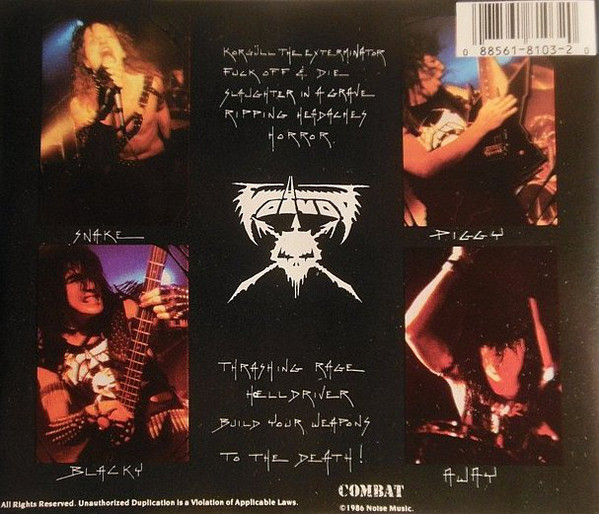 KORGÜLL THE EXTERMINATOR
FUCK OFF & DIE
SLAUGHTER IN A GRAVE
RIPPING HEADACHES
HORROR
0 88561-8103-2 0
SNAKE
PIGGY
VOIVOD
THRASHING RAGE
HELLDRIVER
BUILD YOUR WEAPONS
TO THE DEATH!
BLACKY
AWAY
COMBAT
All Rights Reserved. Unauthorized Duplication is a Violation of Applicable Laws.
©1986 Noise Music.